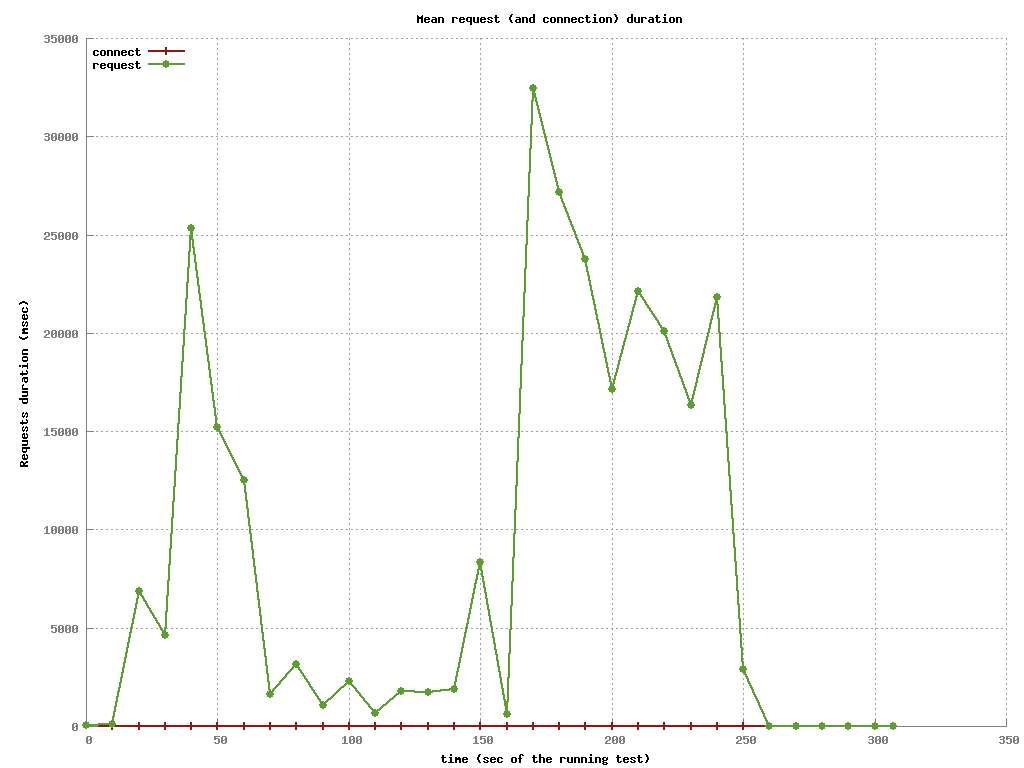 Mean request (and connection) duration
35000
connect
request
30000
25000
20000
15000
10000
5000
0
Requests duration (msec)
0 50 100 150 200 250 300 350
time (sec of the running test)